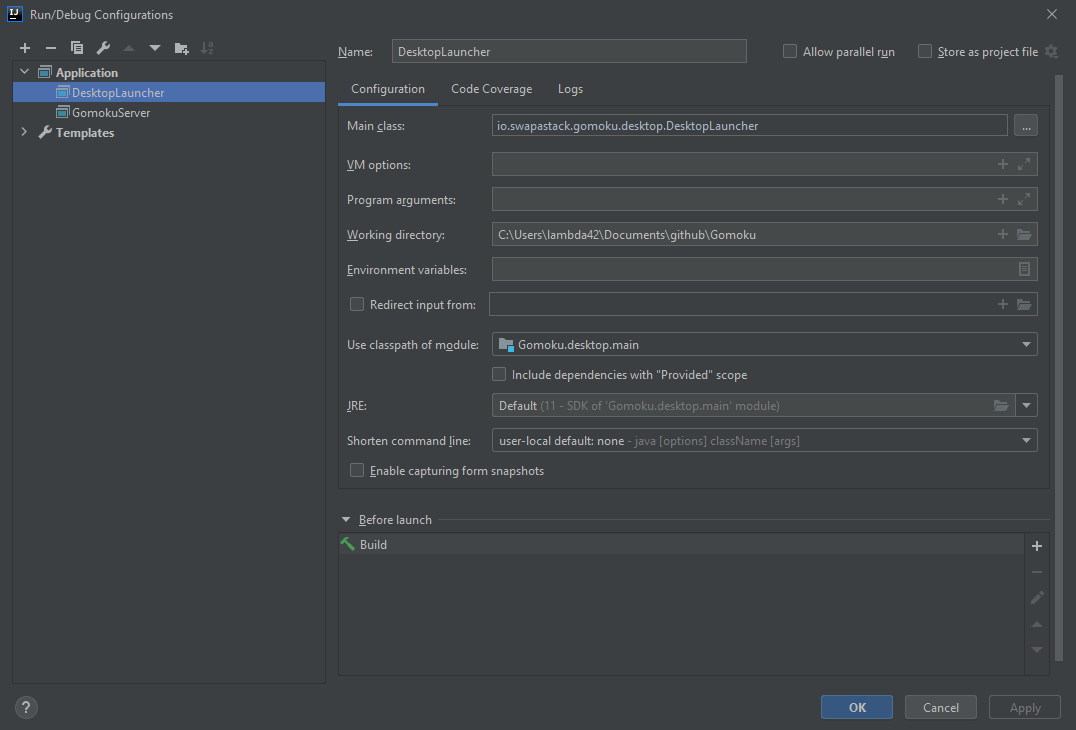 IJ Run/Debug Configurations
Name: DesktopLauncher Allow parallel run Store as project file
Application
DesktopLauncher
GomokuServer
Templates
Configuration Code Coverage Logs
Main class: io.swapastack.gomoku.desktop.DesktopLauncher ...
VM options:
Program arguments:
Working directory: C:\Users\lambda42\Documents\github\Gomoku
Environment variables:
Redirect input from:
Use classpath of module: Gomoku.desktop.main
Include dependencies with "Provided" scope
JRE: Default (11 - SDK of 'Gomoku.desktop.main' module)
Shorten command line: user-local default: none - java [options] className [args]
Enable capturing form snapshots
Before launch
Build
? OK Cancel Apply